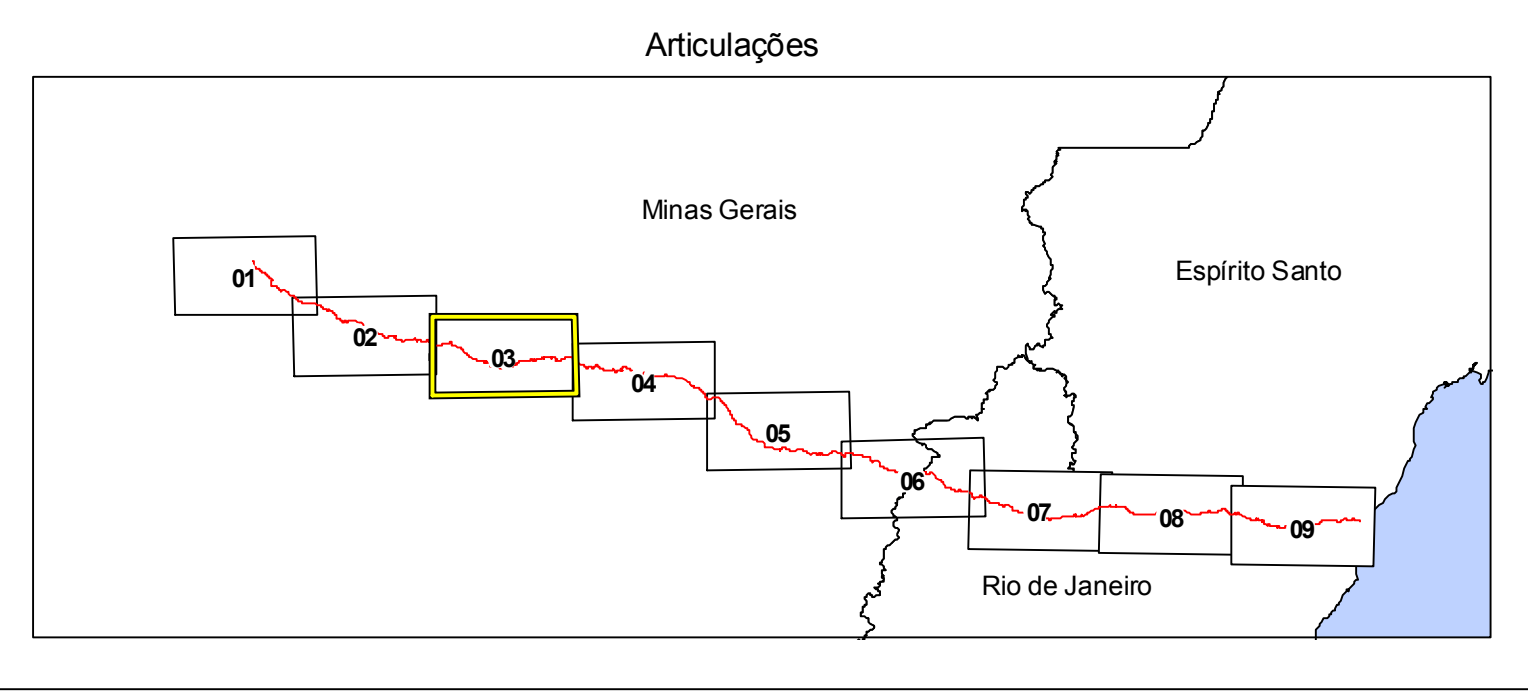 Articulações
Minas Gerais
Espírito Santo
01
02
03
04
05
06
07
08
09
Rio de Janeiro